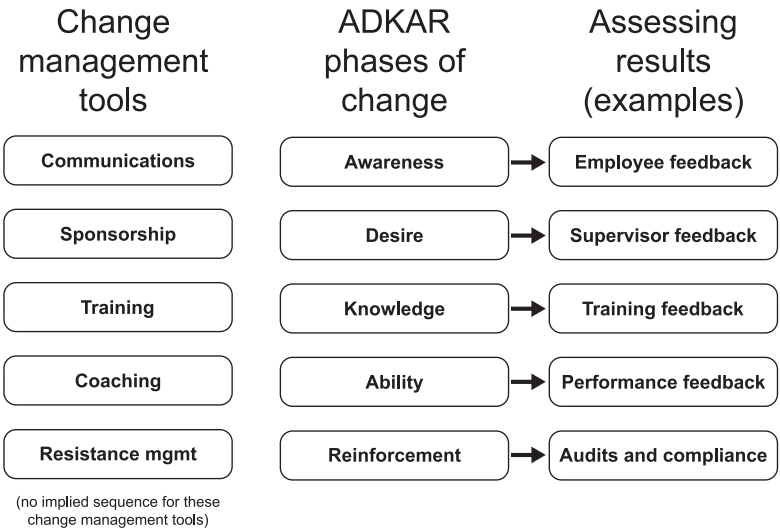 Change
management
tools
ADKAR
phases of
change
Assessing
results
(examples)
Communications
Awareness
Employee feedback
Sponsorship
Desire
Supervisor feedback
Training
Knowledge
Training feedback
Coaching
Ability
Performance feedback
Resistance mgmt
Reinforcement
Audits and compliance
(no implied sequence for these
change management tools)